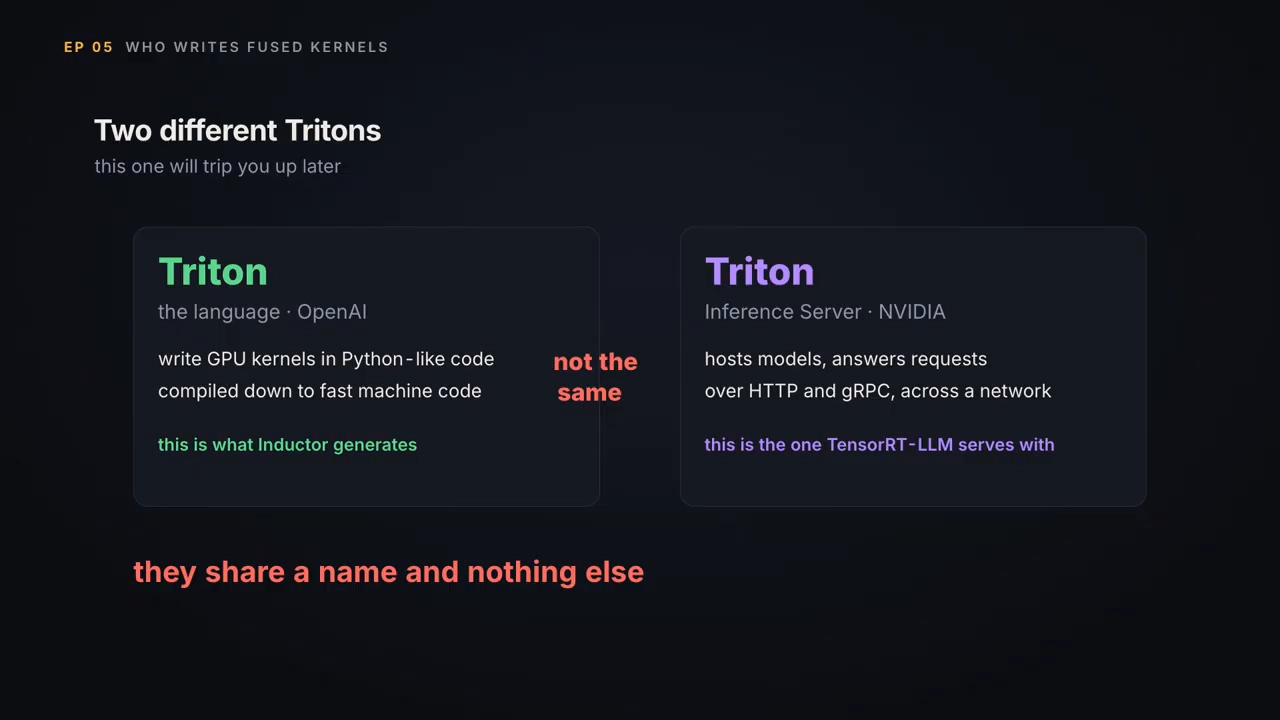 EP 05 WHO WRITES FUSED KERNELS
Two different Tritons
this one will trip you up later
Triton
the language · OpenAI
write GPU kernels in Python-like code
compiled down to fast machine code
this is what Inductor generates
not the
same
Triton
Inference Server · NVIDIA
hosts models, answers requests
over HTTP and gRPC, across a network
this is the one TensorRT-LLM serves with
they share a name and nothing else